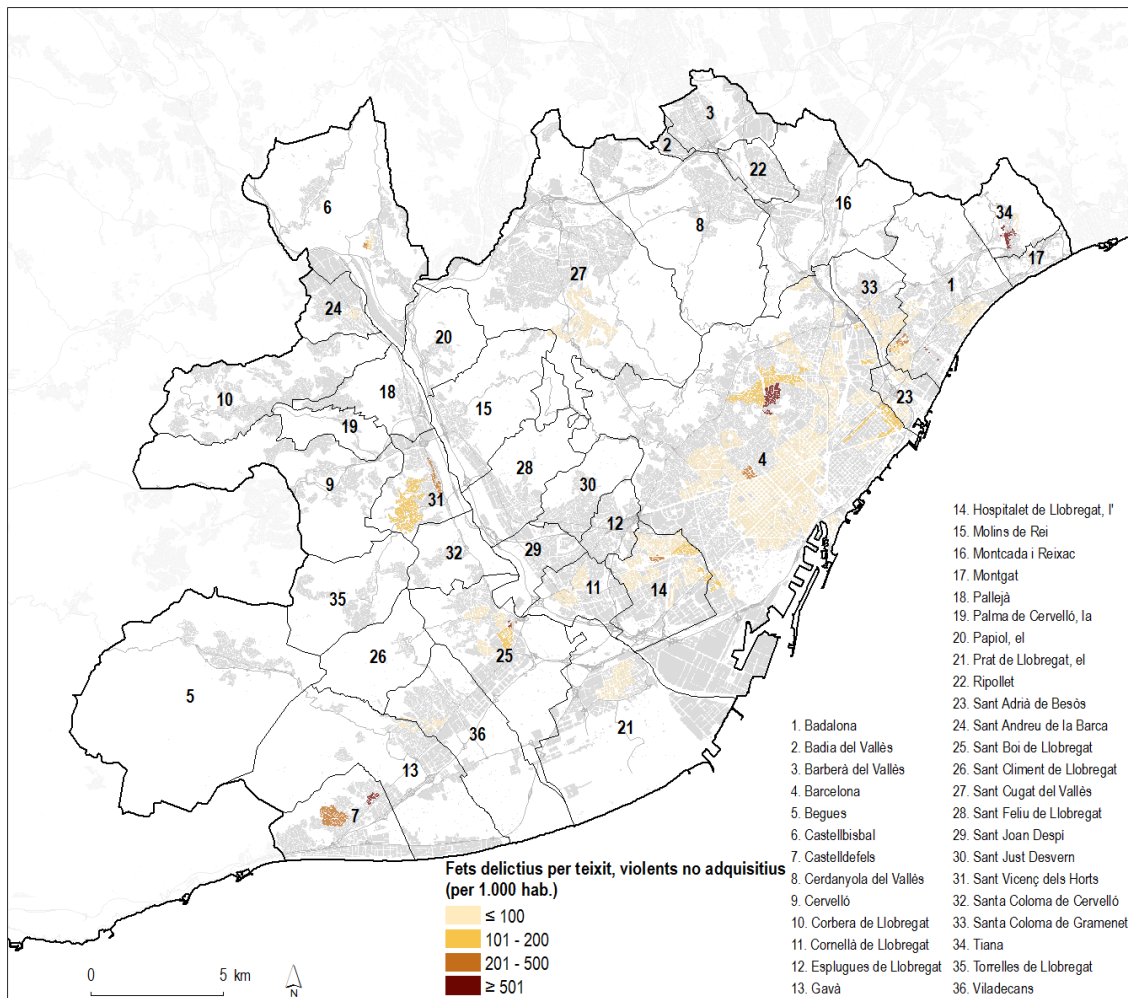 3
2
22
16
6
8
34
17
27
33
1
24
20
23
18
10
15
19
4
28
9
30
31
12
29
32
11
14
35
25
26
5
21
36
13
7
Fets delictius per teixit, violents no adquisitius
(per 1.000 hab.)
≤ 100
101 - 200
201 - 500
≥ 501
0 5 km
N
1. Badalona
2. Badia del Vallès
3. Barberà del Vallès
4. Barcelona
5. Begues
6. Castellbisbal
7. Castelldefels
8. Cerdanyola del Vallès
9. Cervelló
10. Corbera de Llobregat
11. Cornellà de Llobregat
12. Esplugues de Llobregat
13. Gavà
14. Hospitalet de Llobregat, l'
15. Molins de Rei
16. Montcada i Reixac
17. Montgat
18. Pallejà
19. Palma de Cervelló, la
20. Papiol, el
21. Prat de Llobregat, el
22. Ripollet
23. Sant Adrià de Besòs
24. Sant Andreu de la Barca
25. Sant Boi de Llobregat
26. Sant Climent de Llobregat
27. Sant Cugat del Vallès
28. Sant Feliu de Llobregat
29. Sant Joan Despí
30. Sant Just Desvern
31. Sant Vicenç dels Horts
32. Santa Coloma de Cervelló
33. Santa Coloma de Gramenet
34. Tiana
35. Torrelles de Llobregat
36. Viladecans